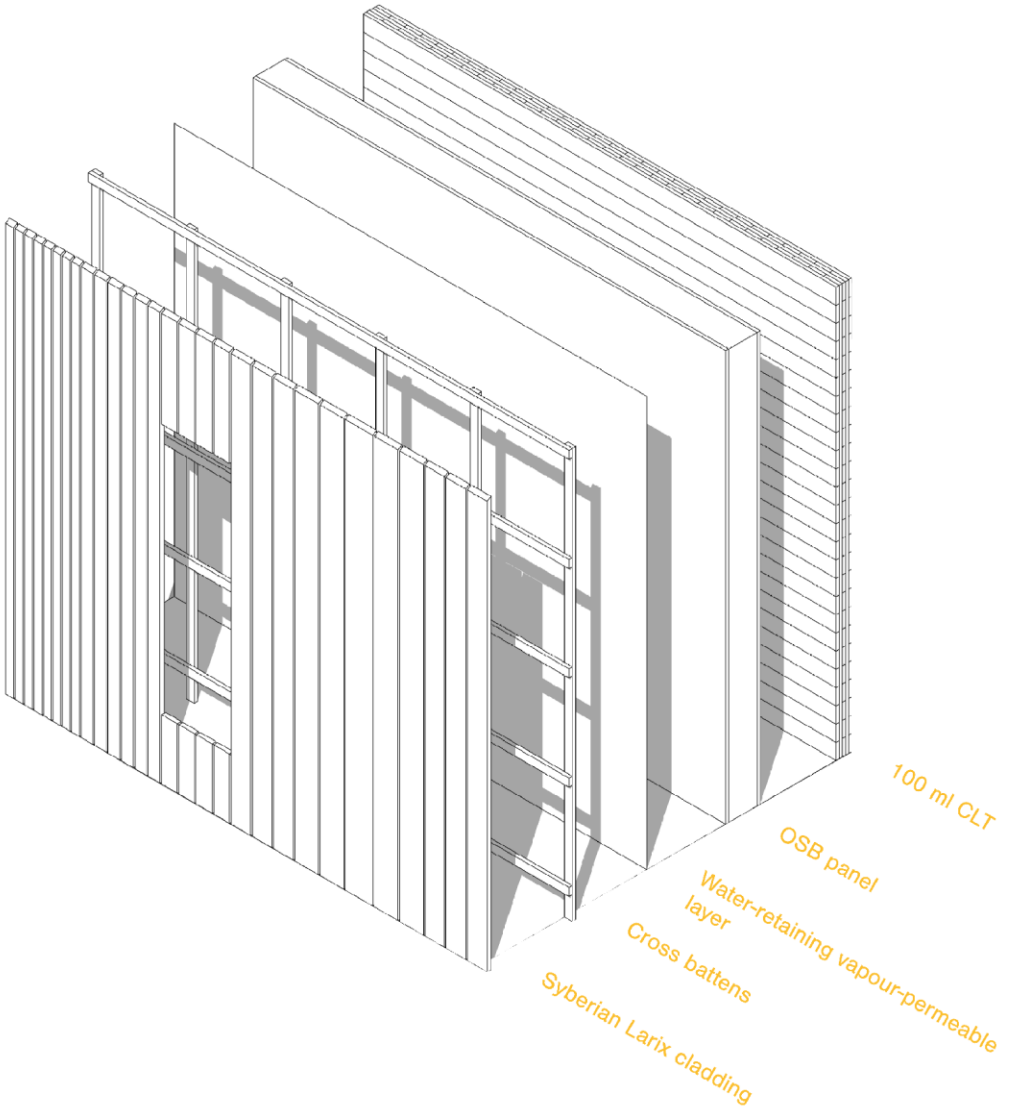 100 ml CLT
OSB panel
Water-retaining vapour-permeable
layer
Cross battens
Syberian Larix cladding